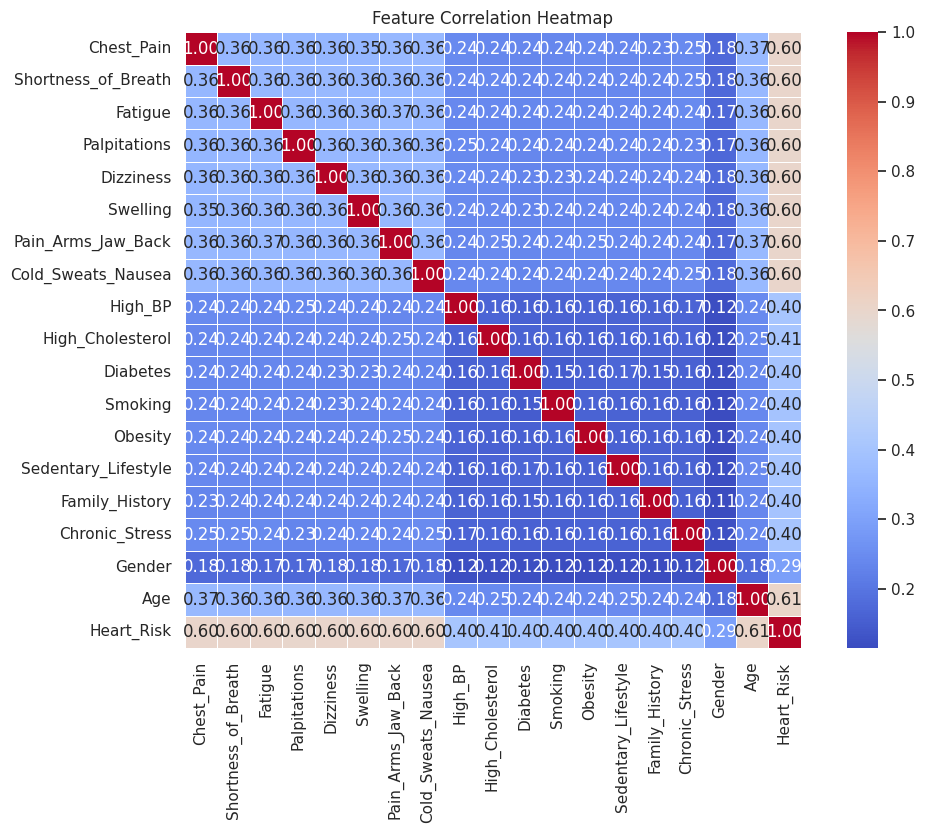 Feature Correlation Heatmap
Chest_Pain 1.00 0.36 0.36 0.36 0.36 0.35 0.36 0.36 0.24 0.24 0.24 0.24 0.24 0.24 0.23 0.25 0.18 0.37 0.60
Shortness_of_Breath 0.36 1.00 0.36 0.36 0.36 0.36 0.36 0.36 0.24 0.24 0.24 0.24 0.24 0.24 0.24 0.25 0.18 0.36 0.60
Fatigue 0.36 0.36 1.00 0.36 0.36 0.36 0.37 0.36 0.24 0.24 0.24 0.24 0.24 0.24 0.24 0.24 0.17 0.36 0.60
Palpitations 0.36 0.36 0.36 1.00 0.36 0.36 0.36 0.36 0.25 0.24 0.24 0.24 0.24 0.24 0.24 0.23 0.17 0.36 0.60
Dizziness 0.36 0.36 0.36 0.36 1.00 0.36 0.36 0.36 0.24 0.24 0.23 0.23 0.24 0.24 0.24 0.24 0.18 0.36 0.60
Swelling 0.35 0.36 0.36 0.36 0.36 1.00 0.36 0.36 0.24 0.24 0.23 0.24 0.24 0.24 0.24 0.24 0.18 0.36 0.60
Pain_Arms_Jaw_Back 0.36 0.36 0.37 0.36 0.36 0.36 1.00 0.36 0.24 0.25 0.24 0.24 0.25 0.24 0.24 0.24 0.17 0.37 0.60
Cold_Sweats_Nausea 0.36 0.36 0.36 0.36 0.36 0.36 0.36 1.00 0.24 0.24 0.24 0.24 0.24 0.24 0.24 0.25 0.18 0.36 0.60
High_BP 0.24 0.24 0.24 0.25 0.24 0.24 0.24 0.24 1.00 0.16 0.16 0.16 0.16 0.16 0.16 0.17 0.12 0.24 0.40
High_Cholesterol 0.24 0.24 0.24 0.24 0.24 0.24 0.25 0.24 0.16 1.00 0.16 0.16 0.16 0.16 0.16 0.16 0.12 0.25 0.41
Diabetes 0.24 0.24 0.24 0.24 0.23 0.23 0.24 0.24 0.16 0.16 1.00 0.15 0.16 0.17 0.15 0.16 0.12 0.24 0.40
Smoking 0.24 0.24 0.24 0.24 0.23 0.24 0.24 0.24 0.16 0.16 0.15 1.00 0.16 0.16 0.16 0.16 0.12 0.24 0.40
Obesity 0.24 0.24 0.24 0.24 0.24 0.24 0.25 0.24 0.16 0.16 0.16 0.16 1.00 0.16 0.16 0.16 0.12 0.24 0.40
Sedentary_Lifestyle 0.24 0.24 0.24 0.24 0.24 0.24 0.24 0.24 0.16 0.16 0.17 0.16 0.16 1.00 0.16 0.16 0.12 0.25 0.40
Family_History 0.23 0.24 0.24 0.24 0.24 0.24 0.24 0.24 0.16 0.16 0.15 0.16 0.16 0.16 1.00 0.16 0.11 0.24 0.40
Chronic_Stress 0.25 0.25 0.24 0.23 0.24 0.24 0.24 0.25 0.17 0.16 0.16 0.16 0.16 0.16 0.16 1.00 0.12 0.24 0.40
Gender 0.18 0.18 0.17 0.17 0.18 0.18 0.17 0.18 0.12 0.12 0.12 0.12 0.12 0.12 0.11 0.12 1.00 0.18 0.29
Age 0.37 0.36 0.36 0.36 0.36 0.36 0.37 0.36 0.24 0.25 0.24 0.24 0.24 0.25 0.24 0.24 0.18 1.00 0.61
Heart_Risk 0.60 0.60 0.60 0.60 0.60 0.60 0.60 0.60 0.40 0.41 0.40 0.40 0.40 0.40 0.40 0.40 0.29 0.61 1.00
Chest_Pain
Shortness_of_Breath
Fatigue
Palpitations
Dizziness
Swelling
Pain_Arms_Jaw_Back
Cold_Sweats_Nausea
High_BP
High_Cholesterol
Diabetes
Smoking
Obesity
Sedentary_Lifestyle
Family_History
Chronic_Stress
Gender
Age
Heart_Risk
1.0
0.9
0.8
0.7
0.6
0.5
0.4
0.3
0.2